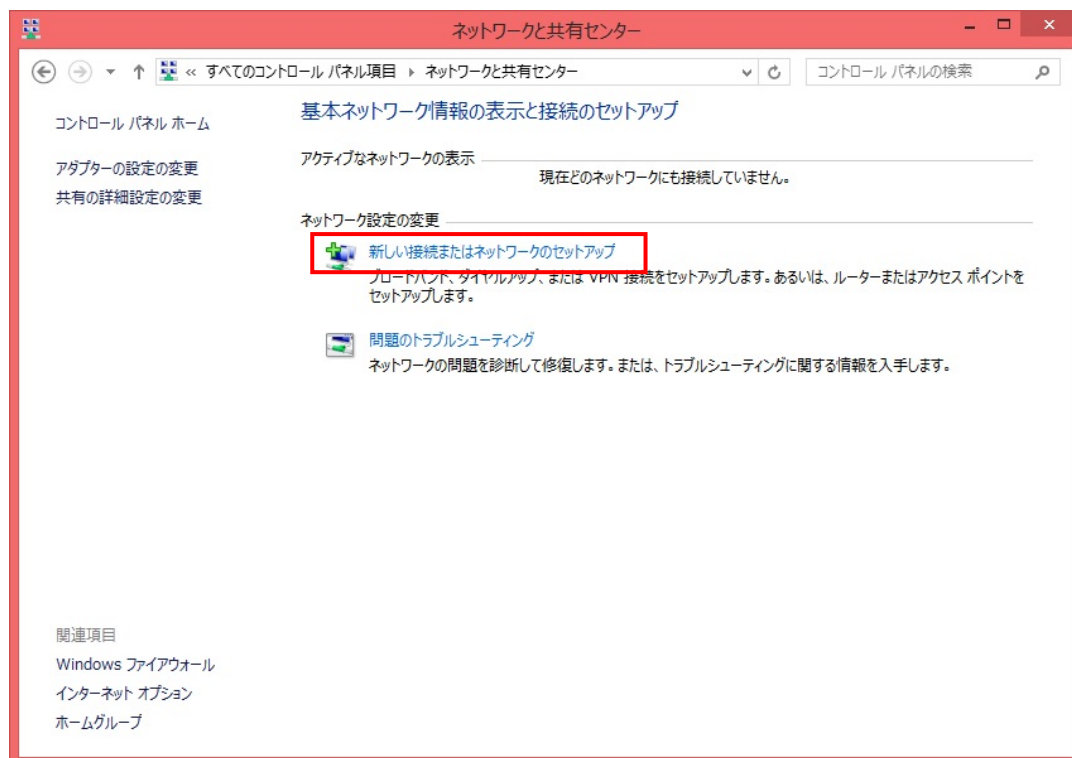 ネットワークと共有センター
« すべてのコントロール パネル項目 ▸ ネットワークと共有センター
コントロール パネルの検索
コントロール パネル ホーム
アダプターの設定の変更
共有の詳細設定の変更
基本ネットワーク情報の表示と接続のセットアップ
アクティブなネットワークの表示
現在どのネットワークにも接続していません。
ネットワーク設定の変更
新しい接続またはネットワークのセットアップ
ブロードバンド、ダイヤルアップ、または VPN 接続をセットアップします。あるいは、ルーターまたはアクセス ポイントを
セットアップします。
問題のトラブルシューティング
ネットワークの問題を診断して修復します。または、トラブルシューティングに関する情報を入手します。
関連項目
Windows ファイアウォール
インターネット オプション
ホームグループ